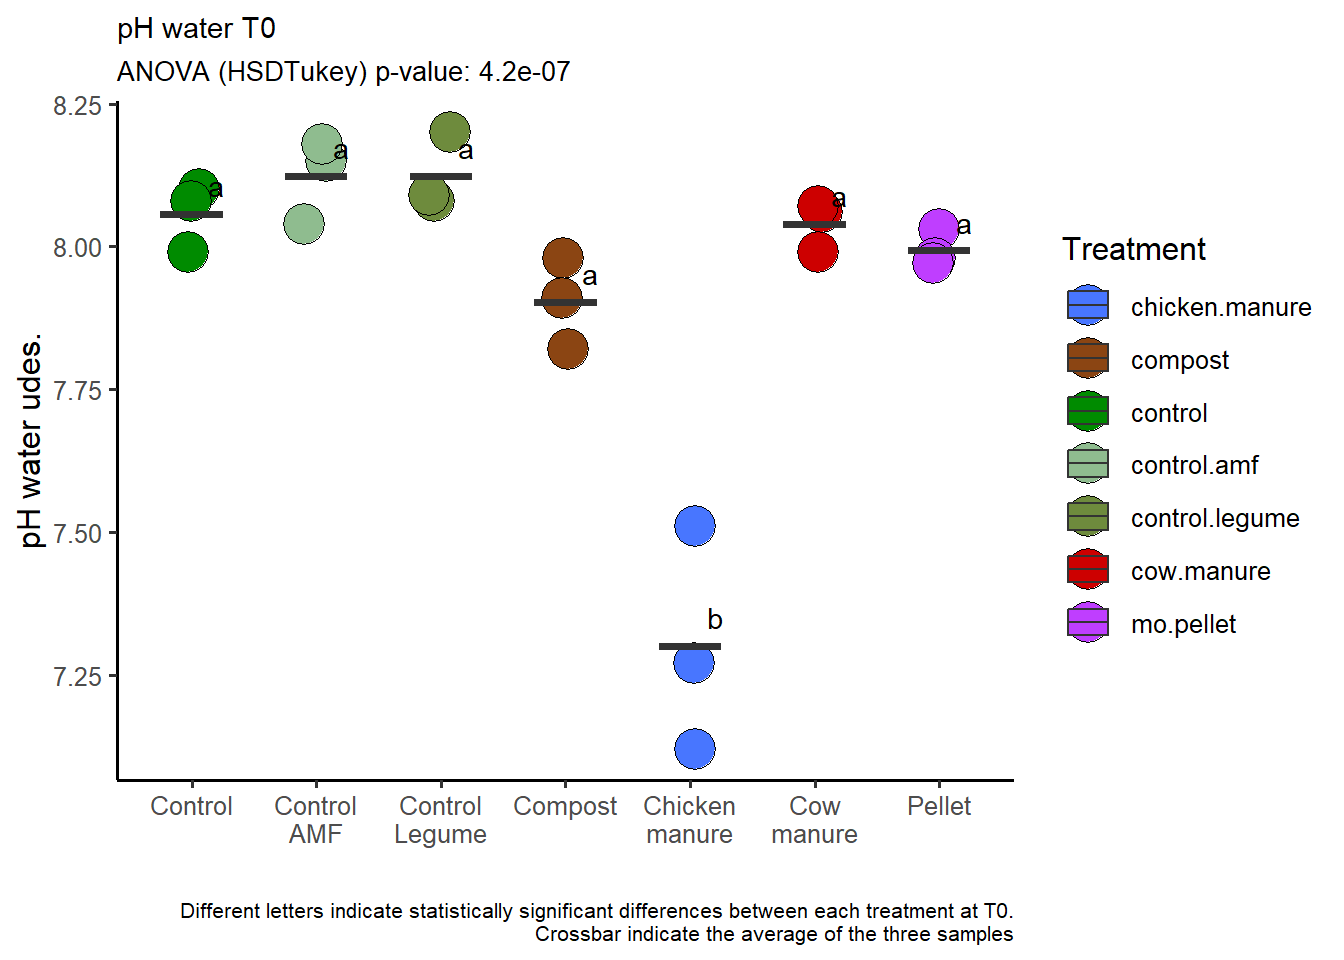 pH water T0
ANOVA (HSDTukey) p-value: 4.2e-07
pH water udes.
8.25
8.00
7.75
7.50
7.25
a
a
a
a
b
a
a
Control
Control
AMF
Control
Legume
Compost
Chicken
manure
Cow
manure
Pellet
Treatment
chicken.manure
compost
control
control.amf
control.legume
cow.manure
mo.pellet
Different letters indicate statistically significant differences between each treatment at T0.
Crossbar indicate the average of the three samples